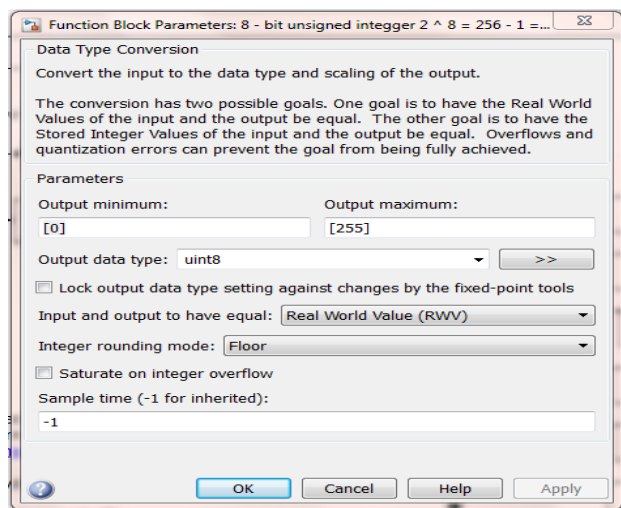 Function Block Parameters: 8 - bit unsigned integger 2 ^ 8 = 256 - 1 =...
Data Type Conversion
Convert the input to the data type and scaling of the output.
The conversion has two possible goals. One goal is to have the Real World
Values of the input and the output be equal. The other goal is to have the
Stored Integer Values of the input and the output be equal. Overflows and
quantization errors can prevent the goal from being fully achieved.
Parameters
Output minimum: Output maximum:
[0] [255]
Output data type: uint8 >>
Lock output data type setting against changes by the fixed-point tools
Input and output to have equal: Real World Value (RWV)
Integer rounding mode: Floor
Saturate on integer overflow
Sample time (-1 for inherited):
-1
OK Cancel Help Apply